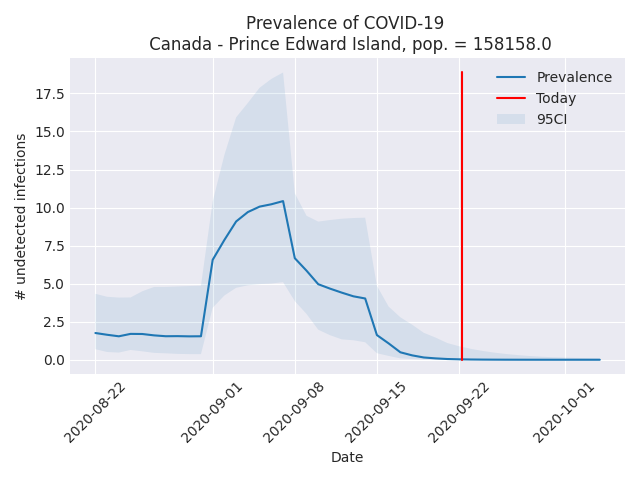 Prevalence of COVID-19
Canada - Prince Edward Island, pop. = 158158.0
Prevalence
Today
95CI
# undetected infections
17.5
15.0
12.5
10.0
7.5
5.0
2.5
0.0
2020-08-22
2020-09-01
2020-09-08
2020-09-15
2020-09-22
2020-10-01
Date